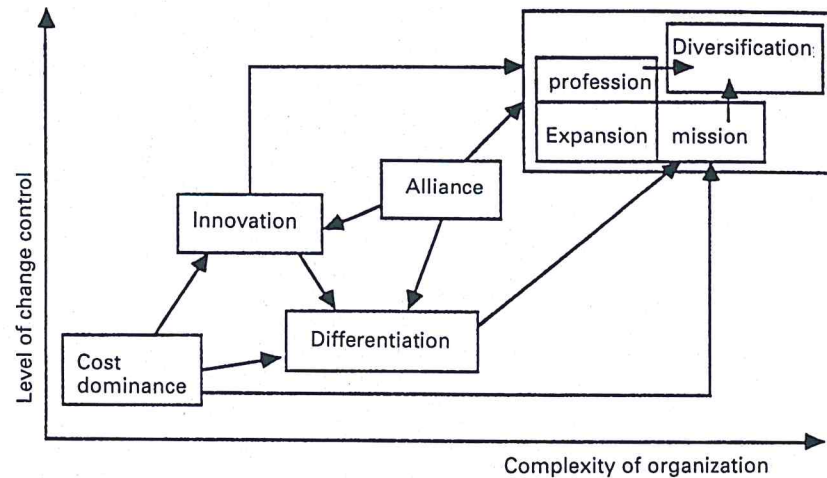 Diversification
profession
Expansion
mission
Alliance
Innovation
Differentiation
Cost
dominance
Level of change control
Complexity of organization